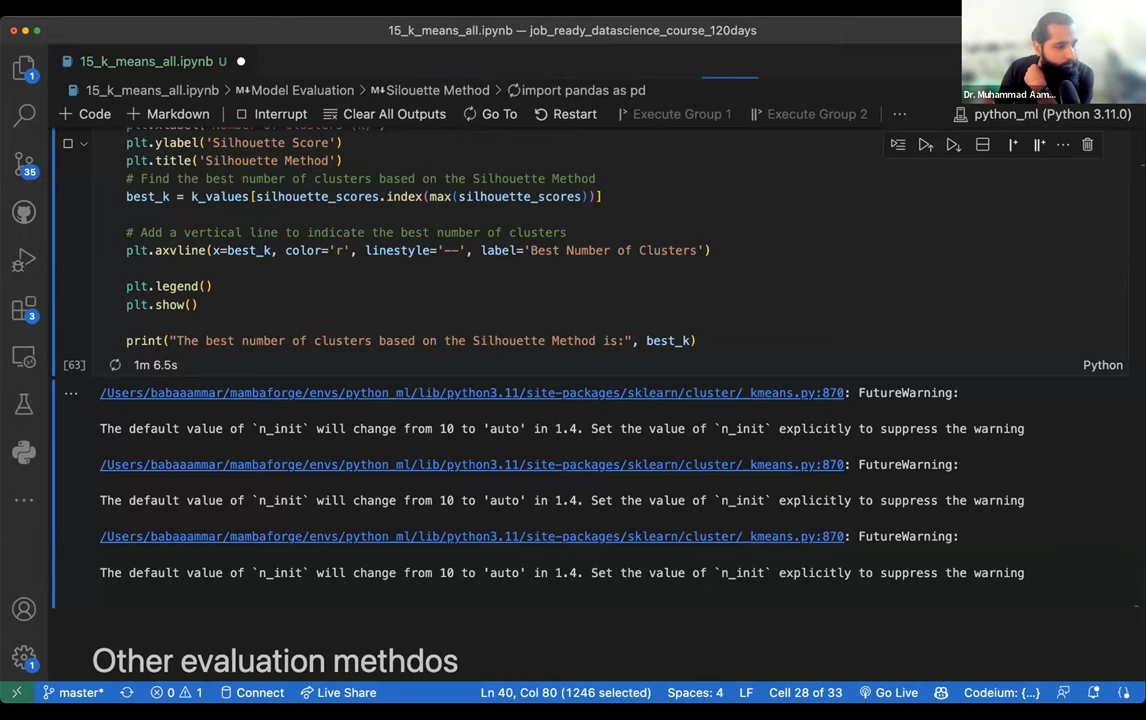 15_k_means_all.ipynb — job_ready_datascience_course_120days
15_k_means_all.ipynb U
15_k_means_all.ipynb > M↓Model Evaluation > M↓Silouette Method > import pandas as pd
+ Code + Markdown Interrupt Clear All Outputs Go To Restart Execute Group 1 Execute Group 2 ... python_ml (Python 3.11.0)
Dr. Muhammad Aam...
plt.ylabel('Silhouette Score')
plt.title('Silhouette Method')
# Find the best number of clusters based on the Silhouette Method
best_k = k_values[silhouette_scores.index(max(silhouette_scores))]
# Add a vertical line to indicate the best number of clusters
plt.axvline(x=best_k, color='r', linestyle='--', label='Best Number of Clusters')
plt.legend()
plt.show()
print("The best number of clusters based on the Silhouette Method is:", best_k)
[63] 1m 6.5s Python
/Users/babaaammar/mambaforge/envs/python_ml/lib/python3.11/site-packages/sklearn/cluster/_kmeans.py:870: FutureWarning:
The default value of `n_init` will change from 10 to 'auto' in 1.4. Set the value of `n_init` explicitly to suppress the warning
/Users/babaaammar/mambaforge/envs/python_ml/lib/python3.11/site-packages/sklearn/cluster/_kmeans.py:870: FutureWarning:
The default value of `n_init` will change from 10 to 'auto' in 1.4. Set the value of `n_init` explicitly to suppress the warning
/Users/babaaammar/mambaforge/envs/python_ml/lib/python3.11/site-packages/sklearn/cluster/_kmeans.py:870: FutureWarning:
The default value of `n_init` will change from 10 to 'auto' in 1.4. Set the value of `n_init` explicitly to suppress the warning
Other evaluation methdos
1
35
3
1
master* 0 1 Connect Live Share Ln 40, Col 80 (1246 selected) Spaces: 4 LF Cell 28 of 33 Go Live Codeium: {...}